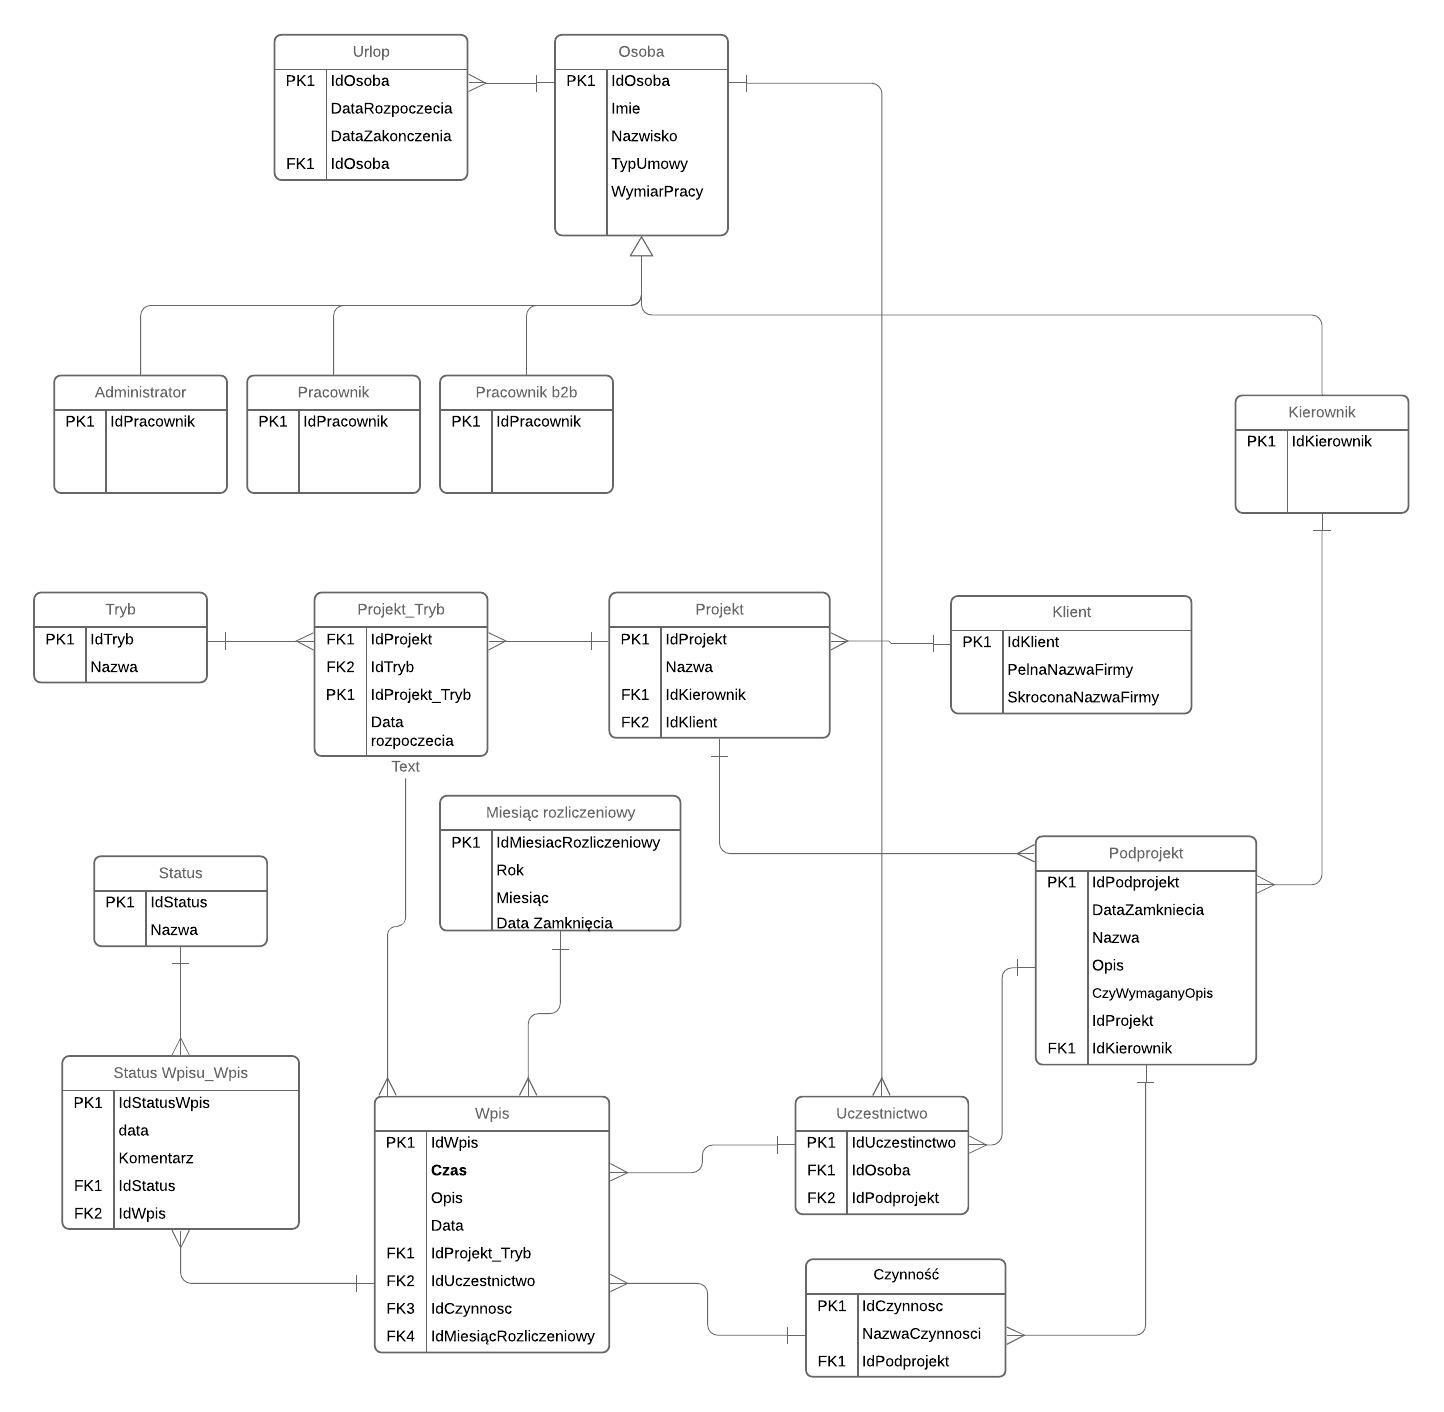 Urlop
PK1 IdOsoba
DataRozpoczecia
DataZakonczenia
FK1 IdOsoba
Osoba
PK1 IdOsoba
Imie
Nazwisko
TypUmowy
WymiarPracy
Administrator
PK1 IdPracownik
Pracownik
PK1 IdPracownik
Pracownik b2b
PK1 IdPracownik
Kierownik
PK1 IdKierownik
Tryb
PK1 IdTryb
Nazwa
Projekt_Tryb
FK1 IdProjekt
FK2 IdTryb
PK1 IdProjekt_Tryb
Data
rozpoczecia
Text
Projekt
PK1 IdProjekt
Nazwa
FK1 IdKierownik
FK2 IdKlient
Klient
PK1 IdKlient
PelnaNazwaFirmy
SkroconaNazwaFirmy
Miesiąc rozliczeniowy
PK1 IdMiesiacRozliczeniowy
Rok
Miesiąc
Data Zamknięcia
Podprojekt
PK1 IdPodprojekt
DataZamkniecia
Nazwa
Opis
CzyWymaganyOpis
IdProjekt
FK1 IdKierownik
Status
PK1 IdStatus
Nazwa
Status Wpisu_Wpis
PK1 IdStatusWpis
data
Komentarz
FK1 IdStatus
FK2 IdWpis
Wpis
PK1 IdWpis
Czas
Opis
Data
FK1 IdProjekt_Tryb
FK2 IdUczestnictwo
FK3 IdCzynnosc
FK4 IdMiesiącRozliczeniowy
Uczestnictwo
PK1 IdUczestinctwo
FK1 IdOsoba
FK2 IdPodprojekt
Czynność
PK1 IdCzynnosc
NazwaCzynnosci
FK1 IdPodprojekt